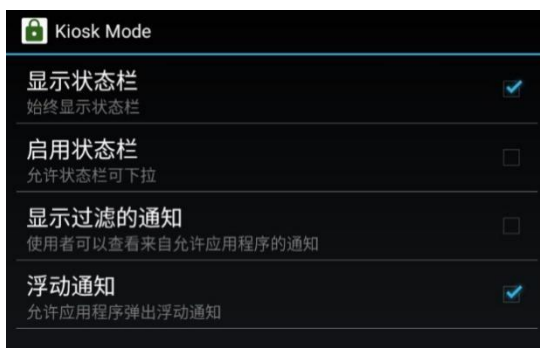 Kiosk Mode
显示状态栏
始终显示状态栏
启用状态栏
允许状态栏可下拉
显示过滤的通知
使用者可以查看来自允许应用程序的通知
浮动通知
允许应用程序弹出浮动通知